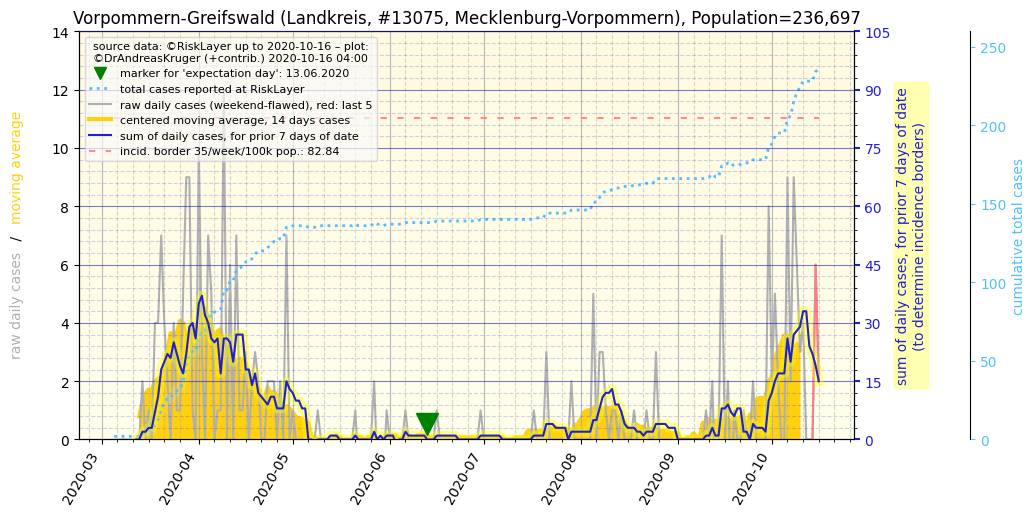 Vorpommern-Greifswald (Landkreis, #13075, Mecklenburg-Vorpommern), Population=236,697
source data: ©RiskLayer up to 2020-10-16 – plot:
©DrAndreasKruger (+contrib.) 2020-10-16 04:00
marker for 'expectation day': 13.06.2020
total cases reported at RiskLayer
raw daily cases (weekend-flawed), red: last 5
centered moving average, 14 days cases
sum of daily cases, for prior 7 days of date
incid. border 35/week/100k pop.: 82.84
raw daily cases / moving average
14
12
10
8
6
4
2
0
2020-03
2020-04
2020-05
2020-06
2020-07
2020-08
2020-09
2020-10
105
90
75
60
45
30
15
0
sum of daily cases, for prior 7 days of date
(to determine incidence borders)
250
200
150
100
50
0
cumulative total cases